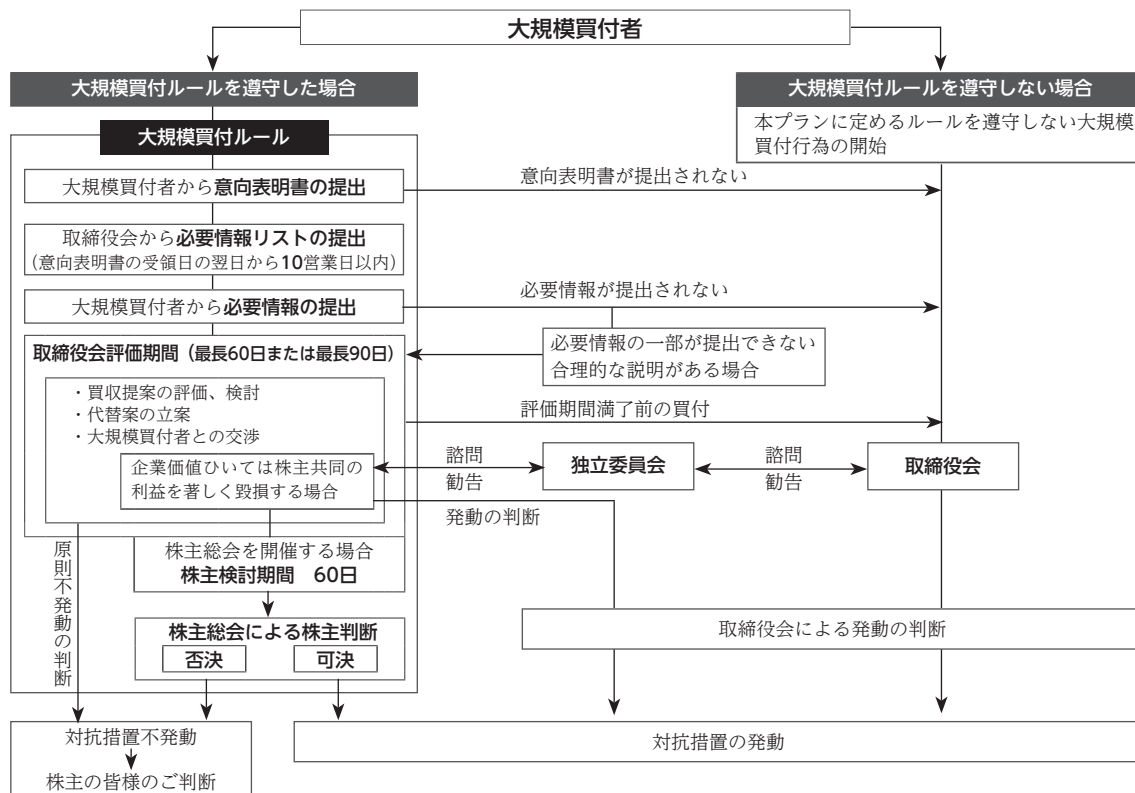 大規模買付者
大規模買付ルールを遵守した場合
大規模買付ルールを遵守しない場合
本プランに定めるルールを遵守しない大規模
買付行為の開始
大規模買付ルール
大規模買付者から意向表明書の提出
意向表明書が提出されない
取締役会から必要情報リストの提出
(意向表明書の受領日の翌日から10営業日以内)
大規模買付者から必要情報の提出
必要情報が提出されない
取締役会評価期間(最長60日または最長90日)
必要情報の一部が提出できない
合理的な説明がある場合
・買収提案の評価、検討
・代替案の立案
・大規模買付者との交渉
評価期間満了前の買付
企業価値ひいては株主共同の
利益を著しく毀損する場合
諮問
勧告
独立委員会
諮問
勧告
取締役会
発動の判断
原則不発動の判断
株主総会を開催する場合
株主検討期間 60日
株主総会による株主判断
否決
可決
取締役会による発動の判断
対抗措置不発動
株主の皆様のご判断
対抗措置の発動